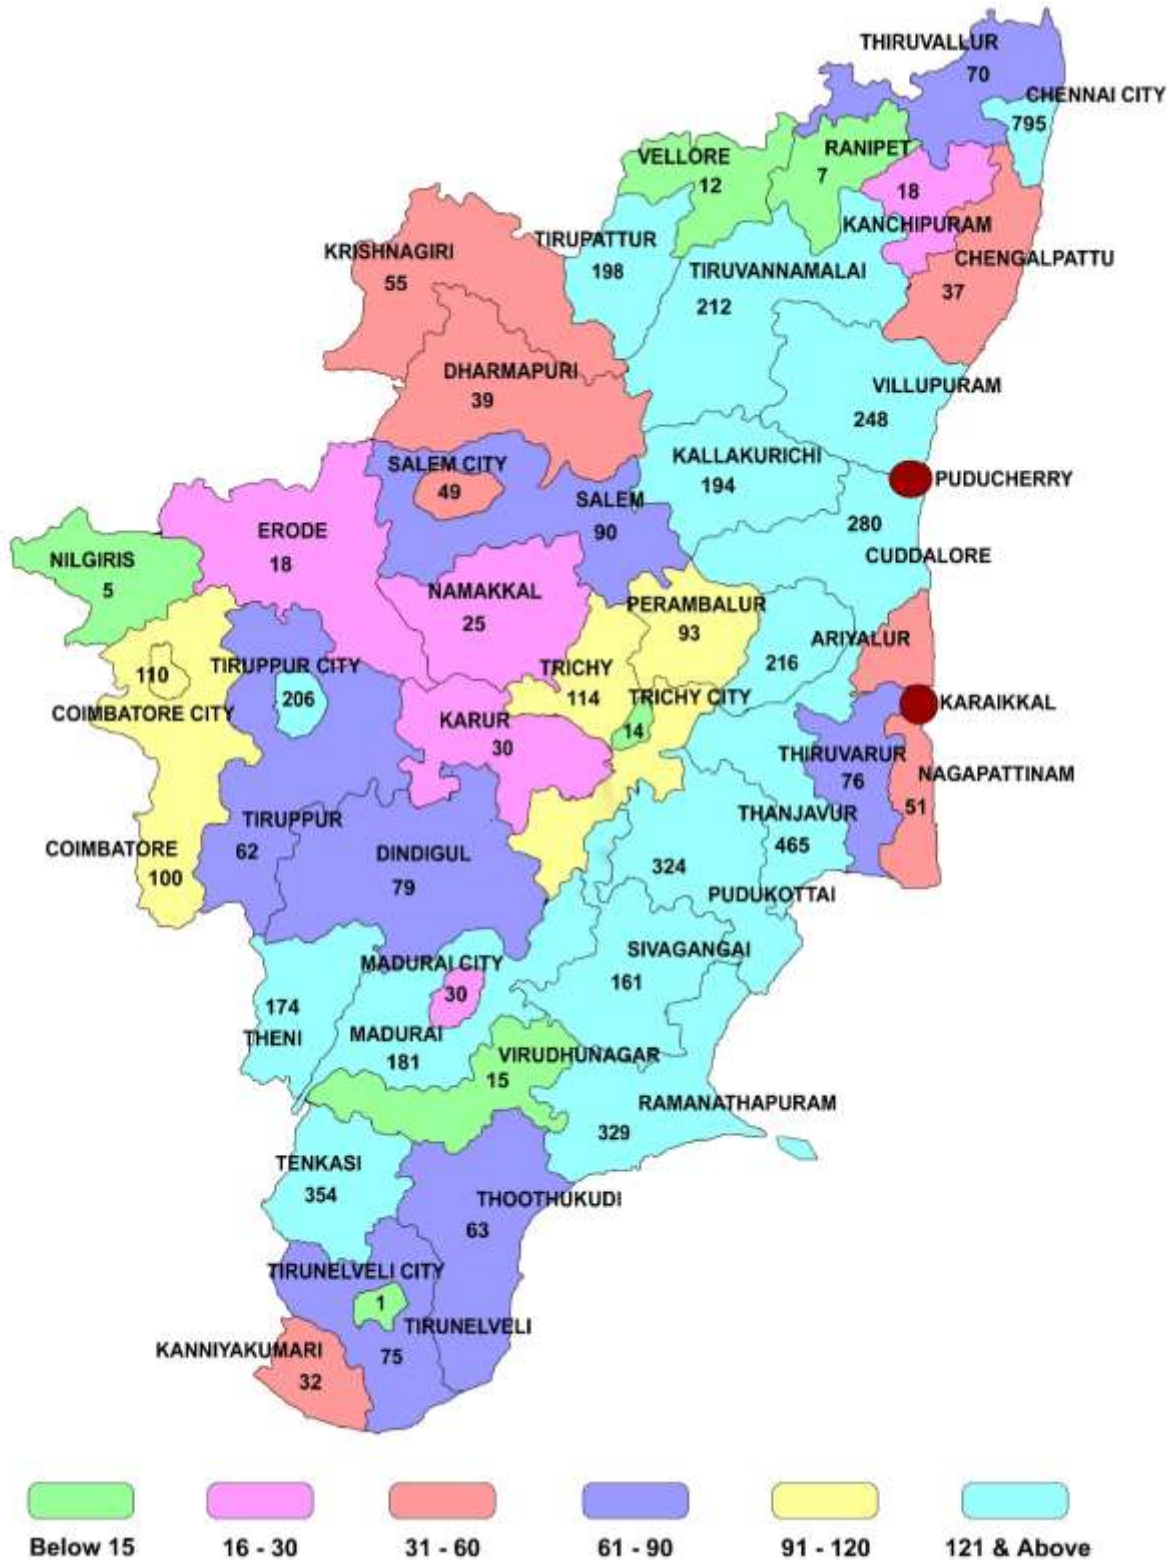 THIRUVALLUR
70
CHENNAI CITY
795
RANIPET
7
VELLORE
12
18
KANCHIPURAM
TIRUPATTUR
198
KRISHNAGIRI
55
CHENGALPATTU
37
TIRUVANNAMALAI
212
DHARMAPURI
39
VILLUPURAM
248
KALLAKURICHI
194
SALEM CITY
49
PUDUCHERRY
SALEM
90
280
CUDDALORE
ERODE
18
NILGIRIS
5
NAMAKKAL
25
PERAMBALUR
93
ARIYALUR
216
TIRUPPUR CITY
206
110
COIMBATORE CITY
TRICHY
114
TRICHY CITY
14
KARAIKKAL
KARUR
30
THIRUVARUR
76
NAGAPATTINAM
51
THANJAVUR
465
TIRUPPUR
62
COIMBATORE
100
DINDIGUL
79
324
PUDUKOTTAI
SIVAGANGAI
161
MADURAI CITY
30
174
THENI
MADURAI
181
VIRUDHUNAGAR
15
RAMANATHAPURAM
329
TENKASI
354
THOOTHUKUDI
63
TIRUNELVELI CITY
1
TIRUNELVELI
75
KANNIYAKUMARI
32
Below 15
16 - 30
31 - 60
61 - 90
91 - 120
121 & Above